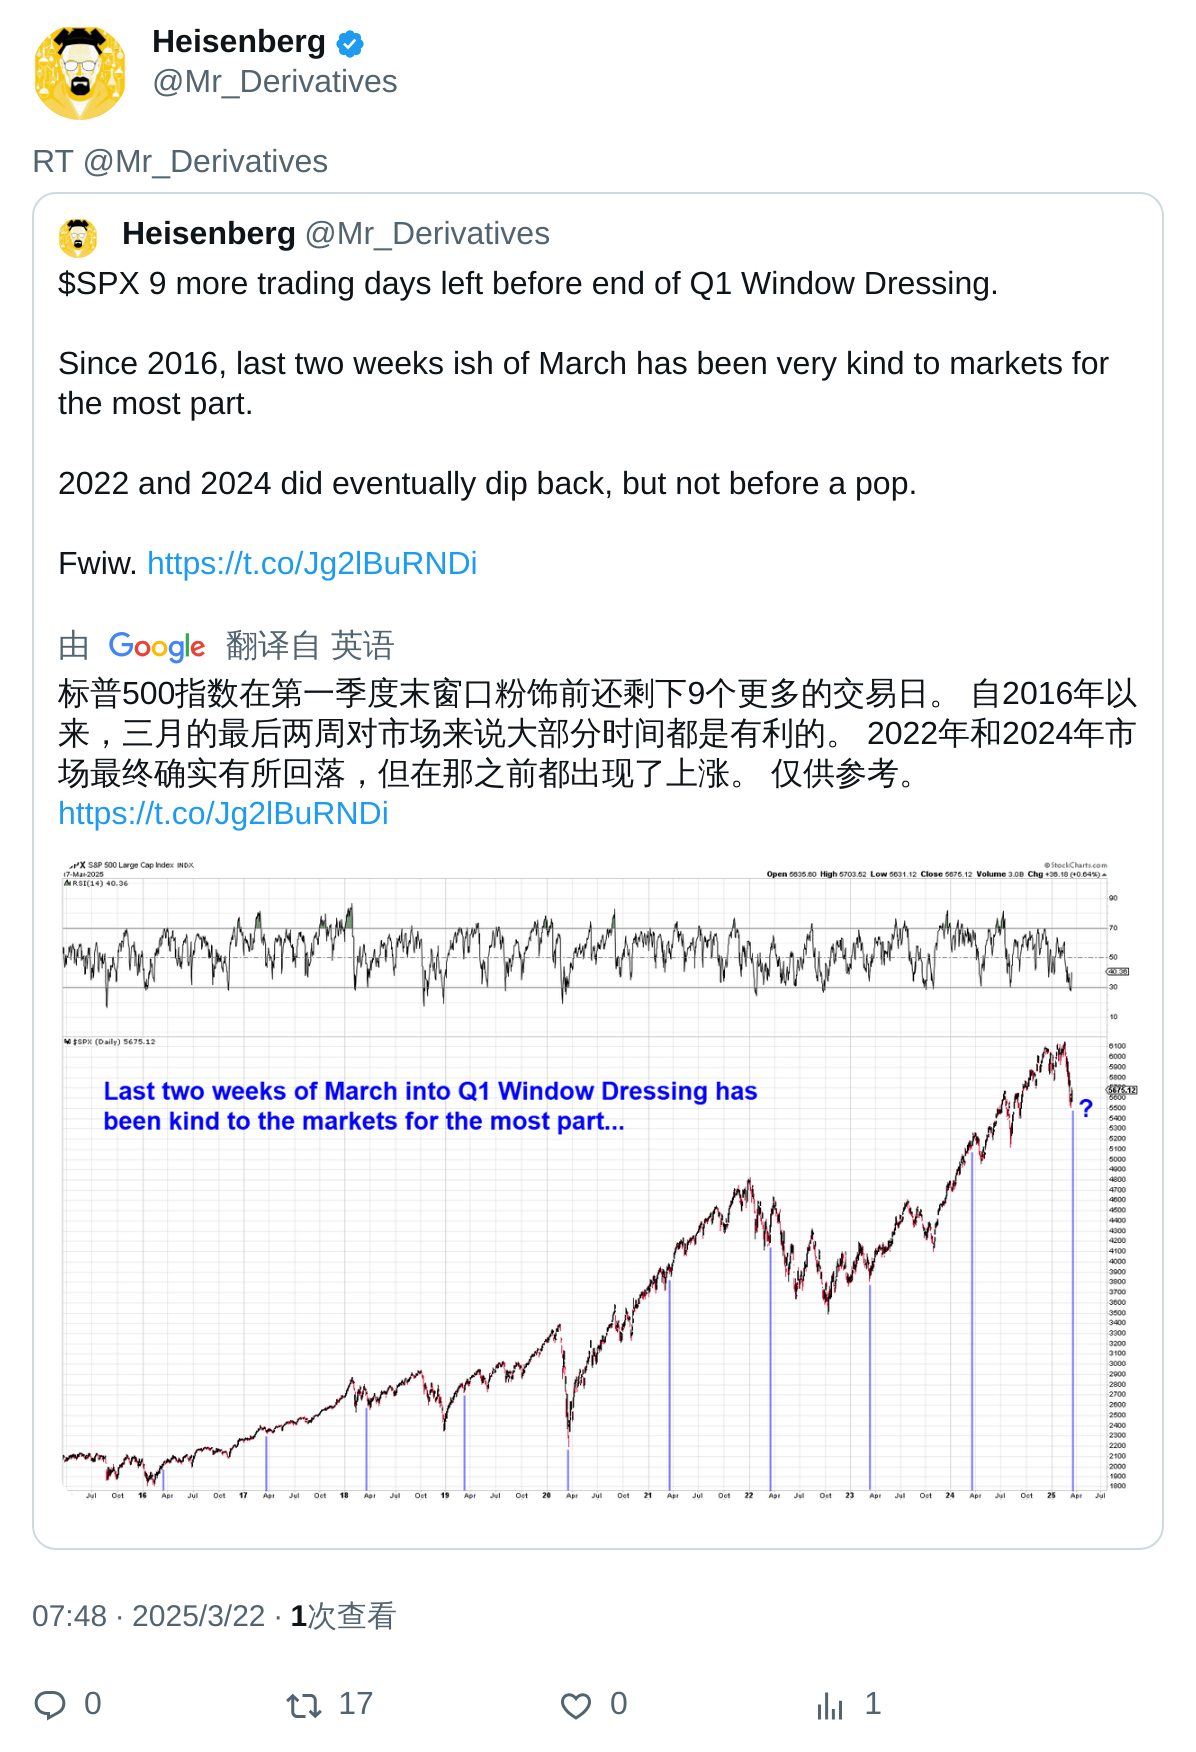 Heisenberg
@Mr_Derivatives
RT @Mr_Derivatives
Heisenberg @Mr_Derivatives
$SPX 9 more trading days left before end of Q1 Window Dressing.
Since 2016, last two weeks ish of March has been very kind to markets for
the most part.
2022 and 2024 did eventually dip back, but not before a pop.
Fwiw. https://t.co/Jg2lBuRNDi
由 Google 翻译自 英语
标普500指数在第一季度末窗口粉饰前还剩下9个更多的交易日。 自2016年以
来，三月的最后两周对市场来说大部分时间都是有利的。 2022年和2024年市
场最终确实有所回落，但在那之前都出现了上涨。 仅供参考。
https://t.co/Jg2lBuRNDi
S&P 500 Large Cap Index INDX
© StockCharts.com
17-Mar-2025
Open 5635.60 High 5703.52 Low 5631.12 Close 5675.12 Volume 3.0B Chg +36.18 (+0.64%)
RSI(14) 40.36
90
70
50
40.36
30
10
$SPX (Daily) 5675.12
Last two weeks of March into Q1 Window Dressing has
been kind to the markets for the most part...
?
6100
6000
5900
5800
5675.12
5600
5500
5400
5300
5200
5100
5000
4900
4800
4700
4600
4500
4400
4300
4200
4100
4000
3900
3800
3700
3600
3500
3400
3300
3200
3100
3000
2900
2800
2700
2600
2500
2400
2300
2200
2100
2000
1900
1800
Jul Oct 16 Apr Jul Oct 17 Apr Jul Oct 18 Apr Jul Oct 19 Apr Jul Oct 20 Apr Jul Oct 21 Apr Jul Oct 22 Apr Jul Oct 23 Apr Jul Oct 24 Apr Jul Oct 25 Apr Jul
07:48 · 2025/3/22 · 1次查看
0 17 0 1